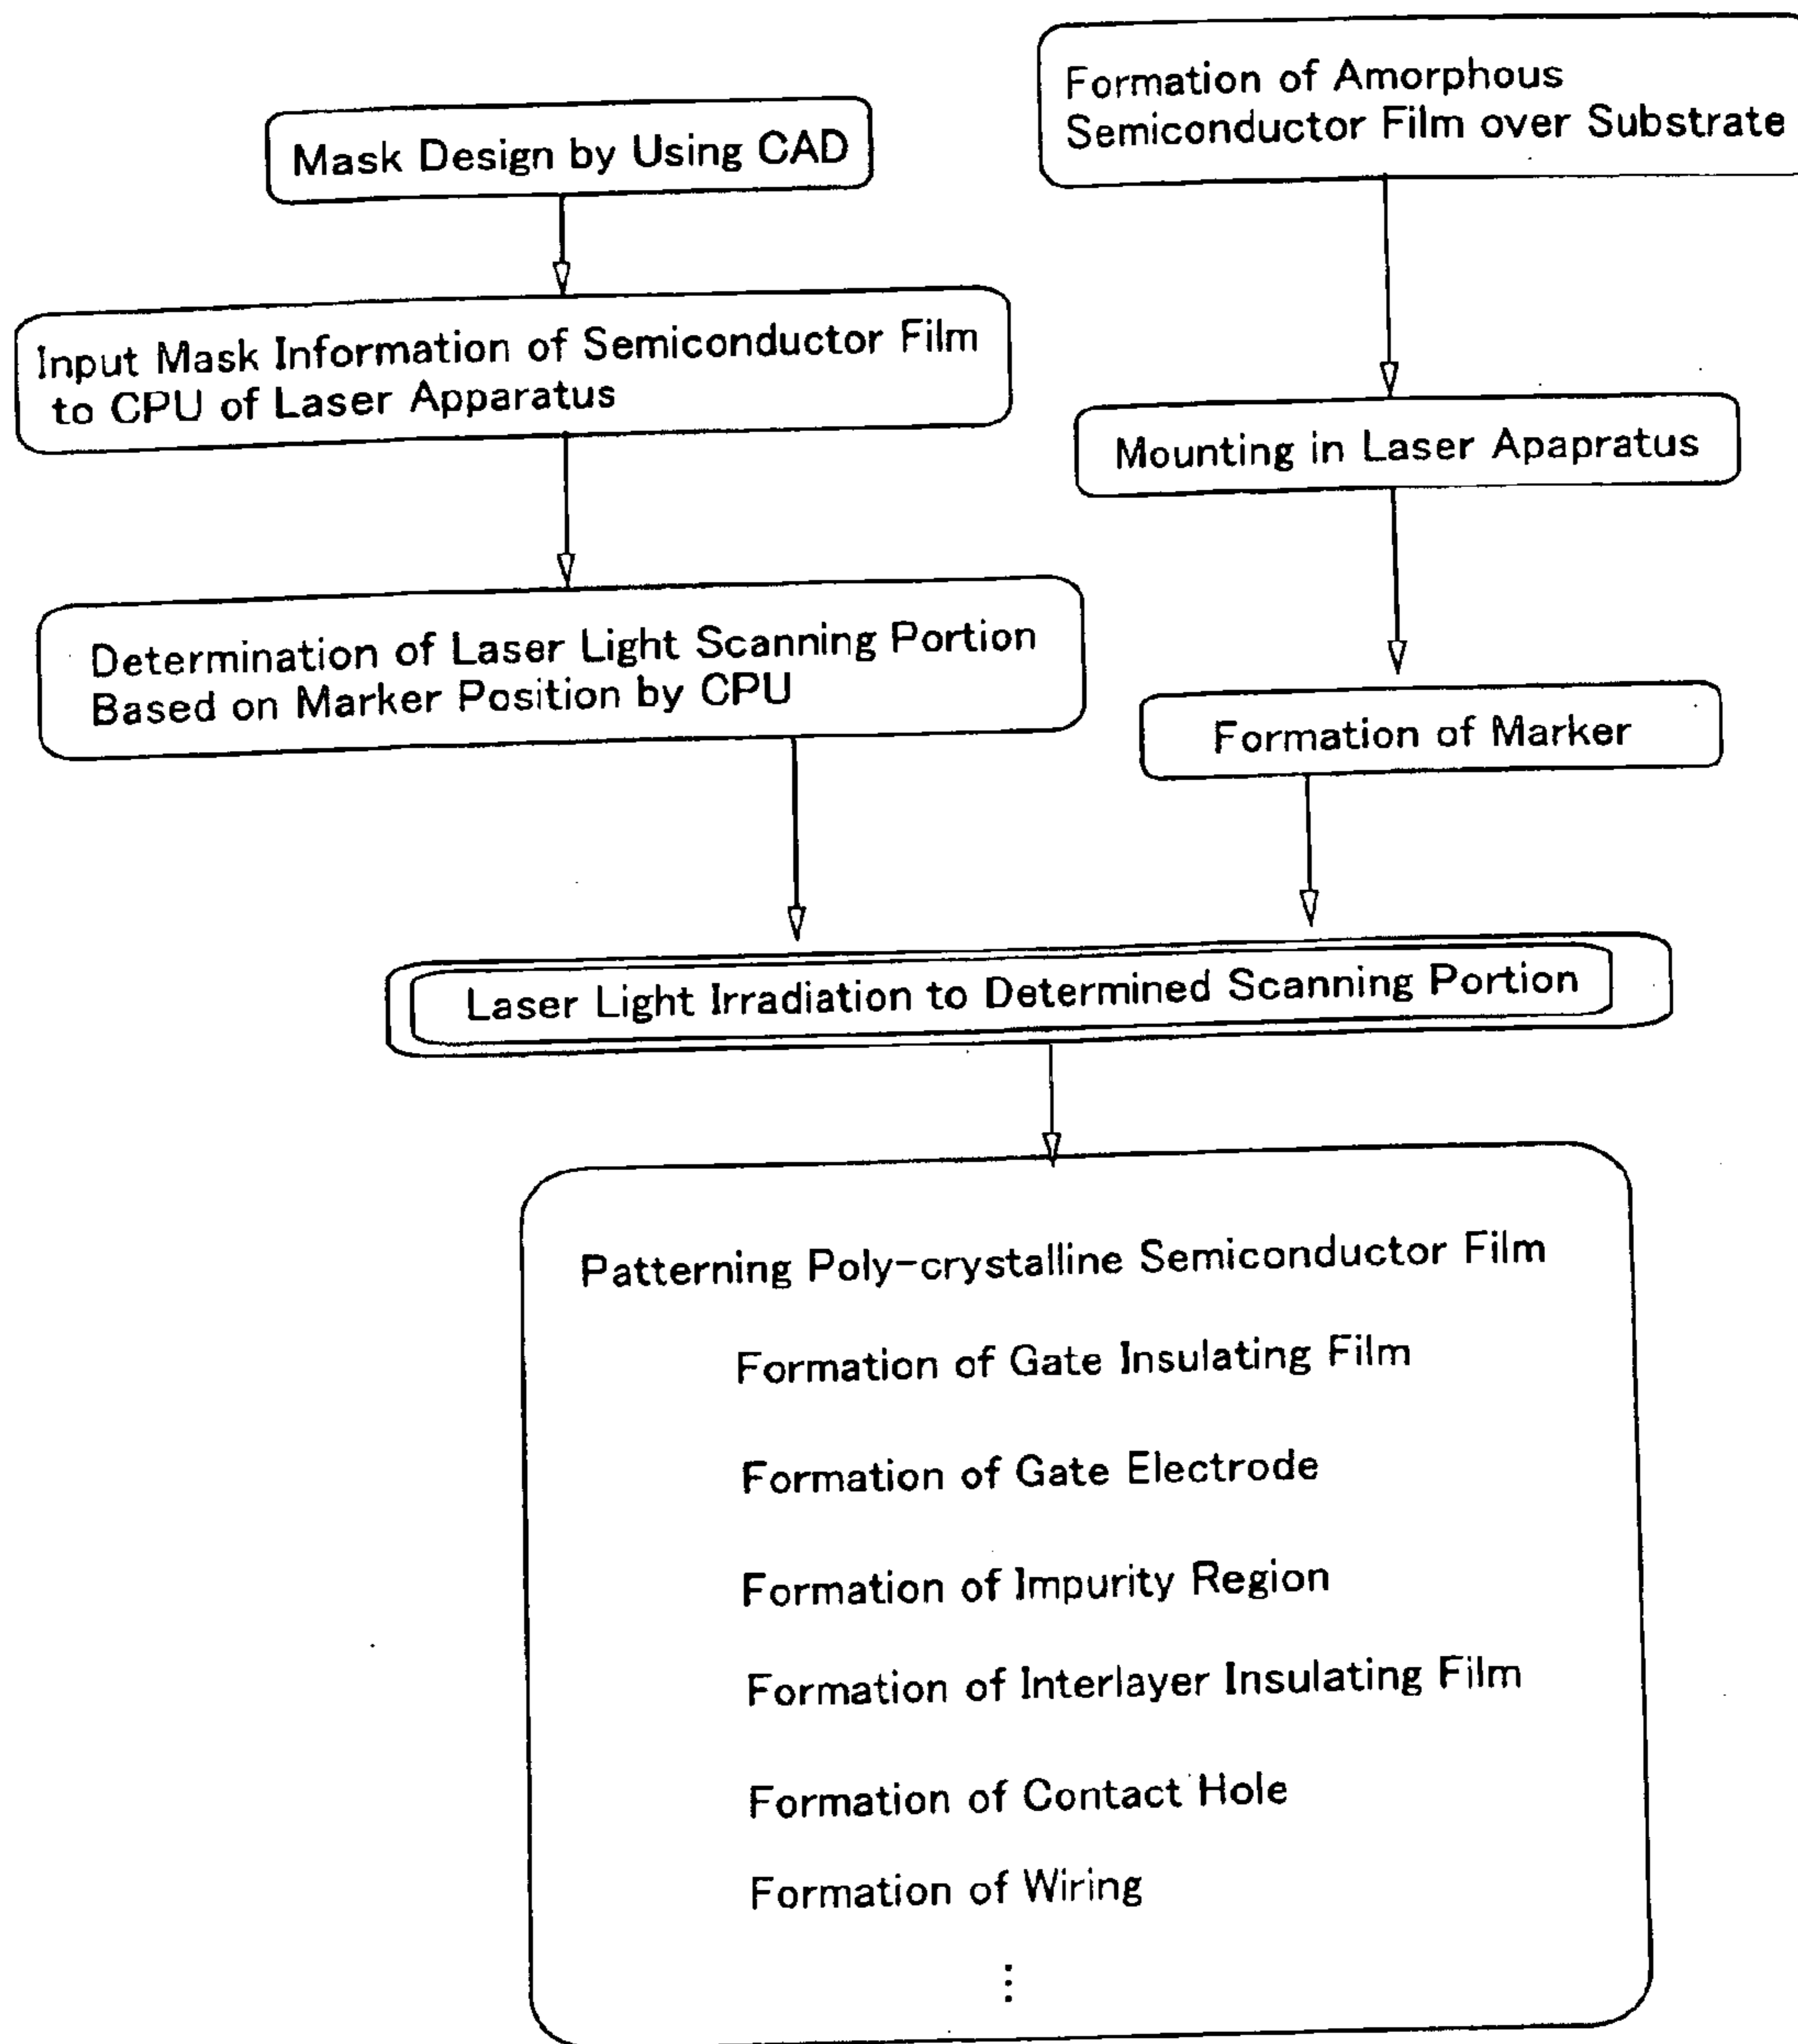 Mask Design by Using CAD
Input Mask Information of Semiconductor Film
to CPU of Laser Apparatus
Determination of Laser Light Scanning Portion
Based on Marker Position by CPU
Formation of Amorphous
Semiconductor Film over Substrate
Mounting in Laser Apapratus
Formation of Marker
Laser Light Irradiation to Determined Scanning Portion
Patterning Poly-crystalline Semiconductor Film
Formation of Gate Insulating Film
Formation of Gate Electrode
Formation of Impurity Region
Formation of Interlayer Insulating Film
Formation of Contact Hole
Formation of Wiring
⋮